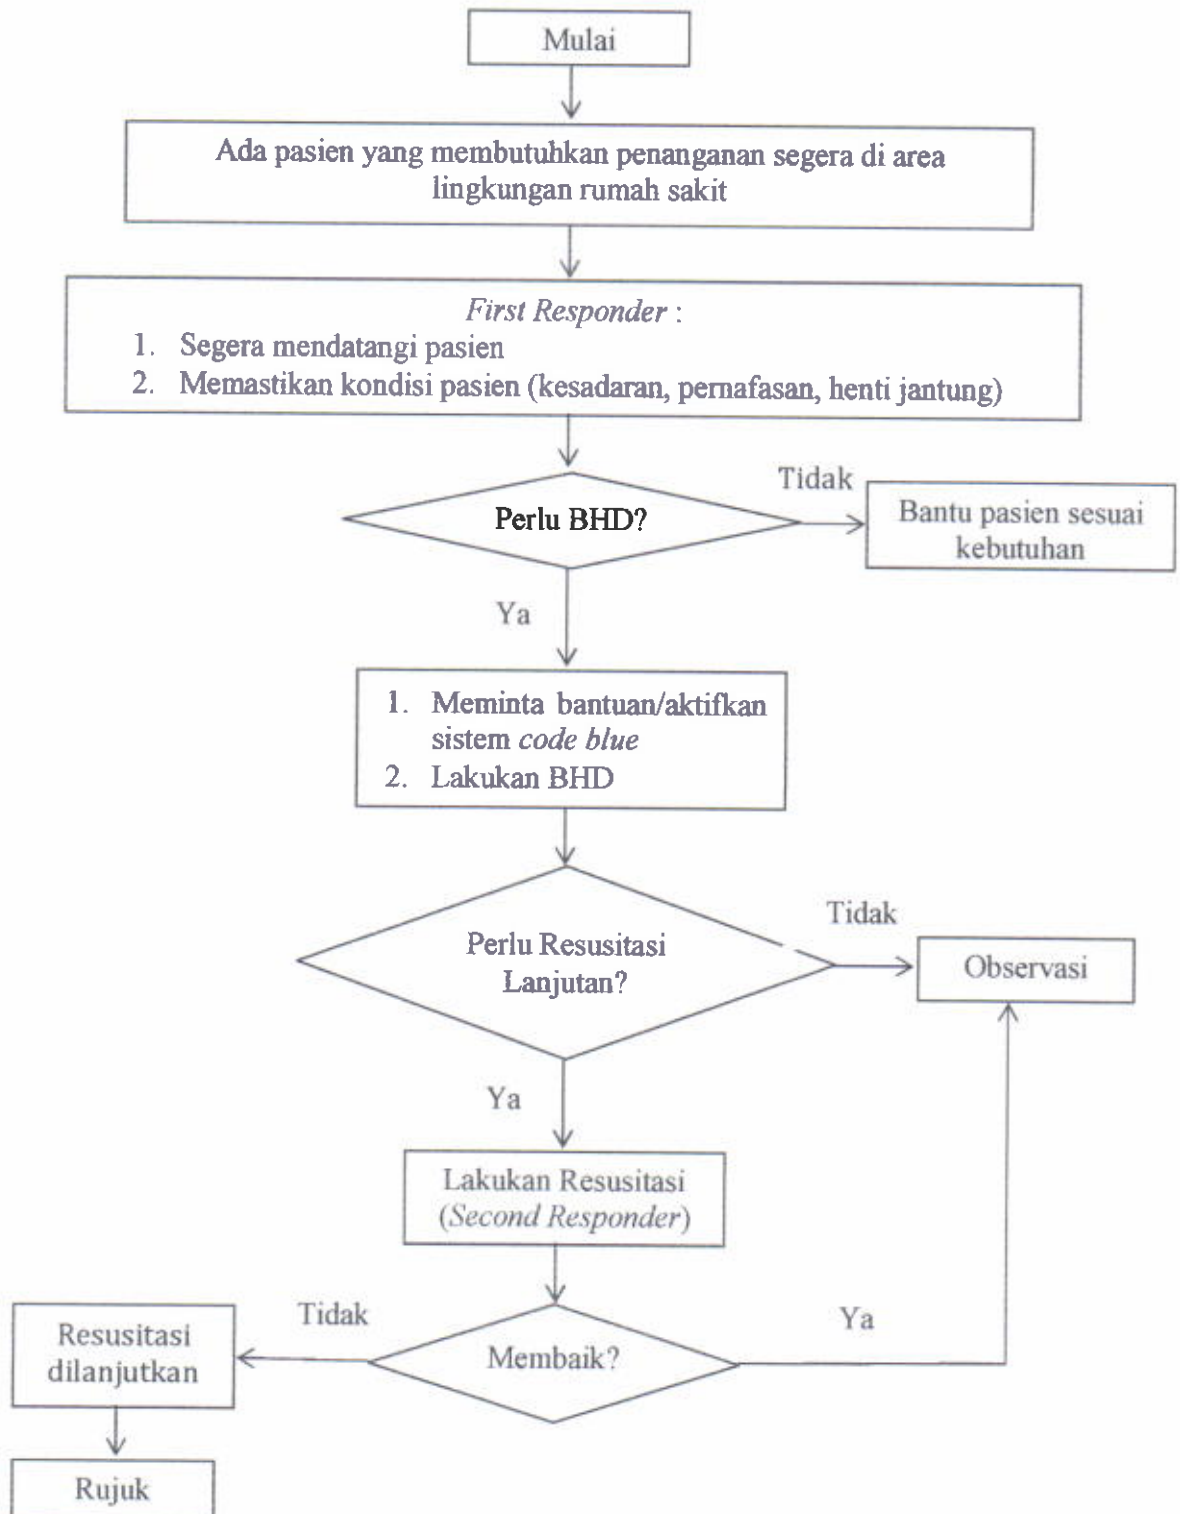 Mulai
Ada pasien yang membutuhkan penanganan segera di area
lingkungan rumah sakit
First Responder :
1. Segera mendatangi pasien
2. Memastikan kondisi pasien (kesadaran, pernafasan, henti jantung)
Perlu BHD?
Tidak
Bantu pasien sesuai
kebutuhan
Ya
1. Meminta bantuan/aktifkan
sistem code blue
2. Lakukan BHD
Perlu Resusitasi
Lanjutan?
Tidak
Observasi
Ya
Lakukan Resusitasi
(Second Responder)
Membaik?
Tidak
Ya
Resusitasi
dilanjutkan
Rujuk